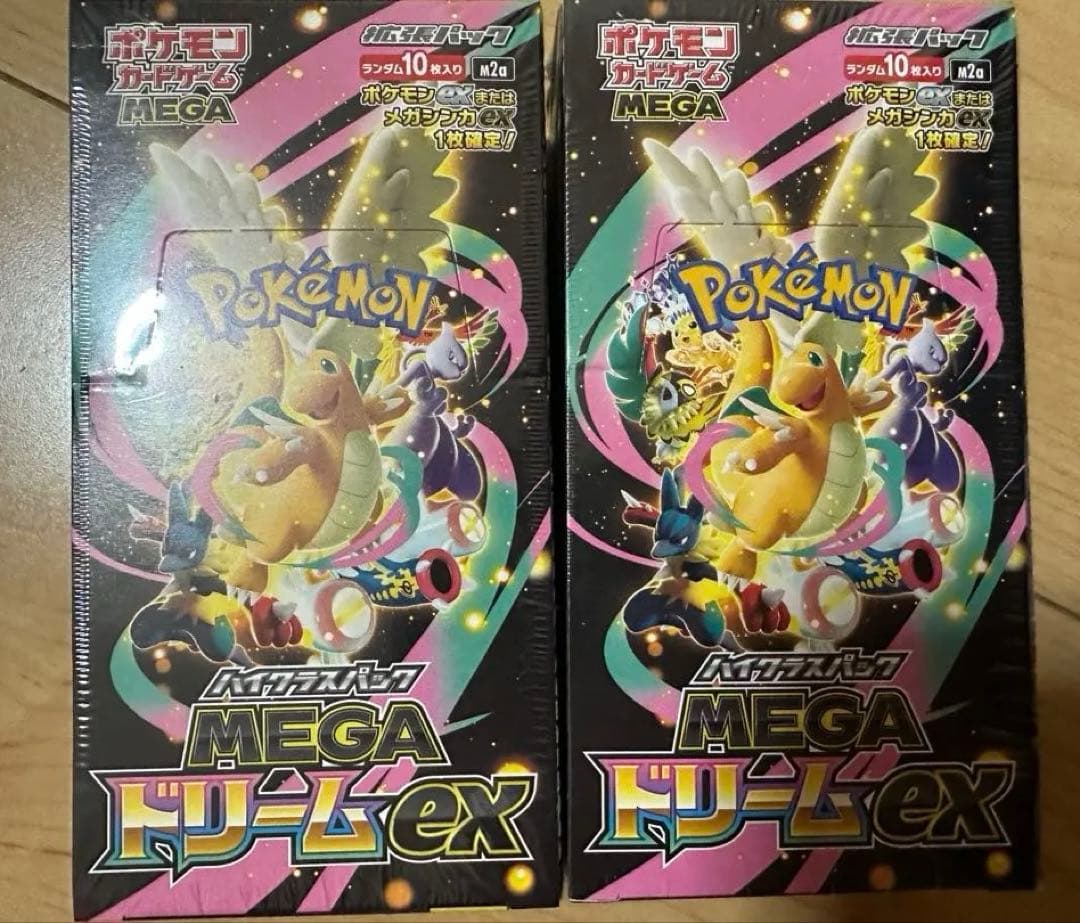 ポケモン
カードゲーム
MEGA
拡張パック
ランダム10枚入り M2a
ポケモンexまたは
メガシンカex
1枚確定!
POKéMON
ハイクラスパック
MEGA
ドリームex
ポケモン
カードゲーム
MEGA
拡張パック
ランダム10枚入り M2a
ポケモンexまたは
メガシンカex
1枚確定!
POKéMON
ハイクラスパック
MEGA
ドリームex